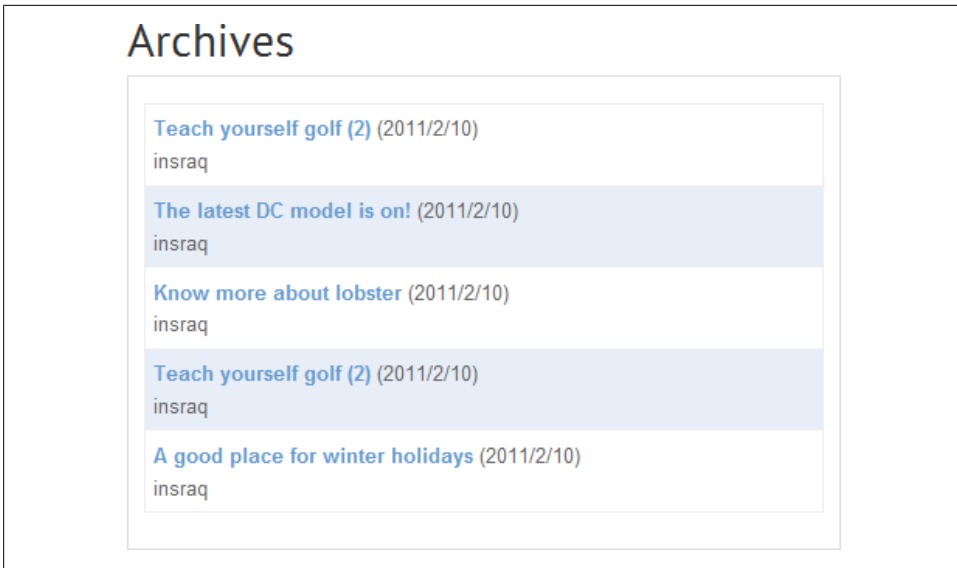 Archives
Teach yourself golf (2) (2011/2/10)
insraq
The latest DC model is on! (2011/2/10)
insraq
Know more about lobster (2011/2/10)
insraq
Teach yourself golf (2) (2011/2/10)
insraq
A good place for winter holidays (2011/2/10)
insraq